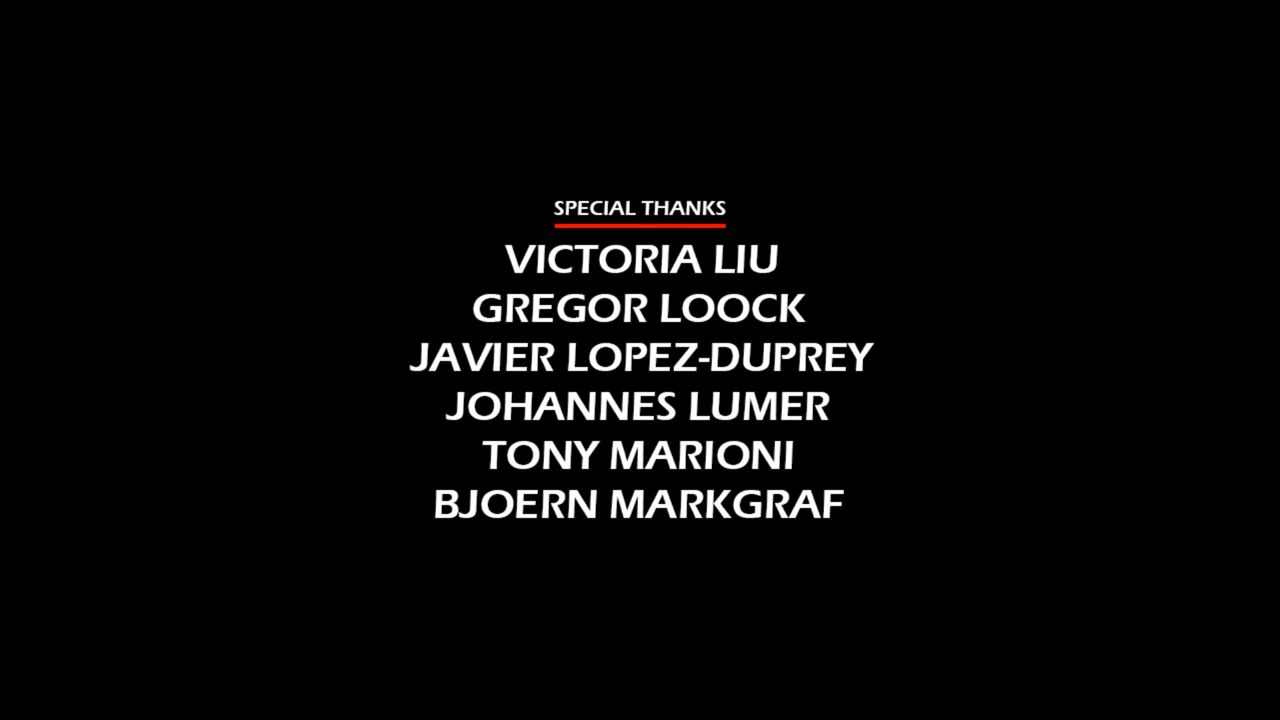 SPECIAL THANKS
VICTORIA LIU
GREGOR LOOCK
JAVIER LOPEZ-DUPREY
JOHANNES LUMER
TONY MARIONI
BJOERN MARKGRAF